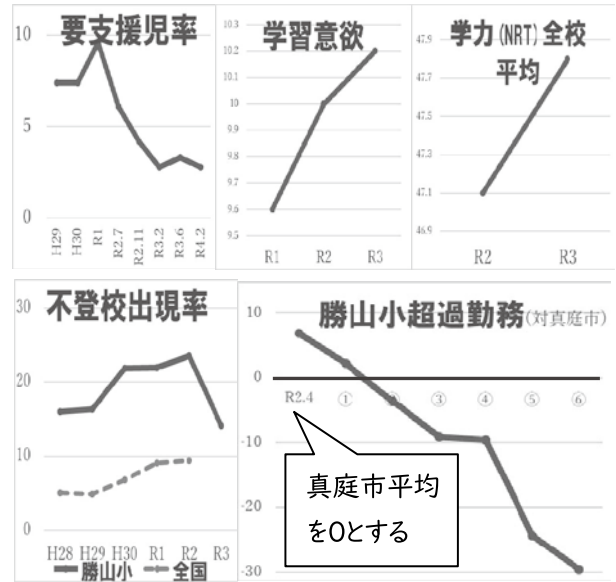 要支援児率
10
5
0
H29
H30
R1
R2.7
R2.11
R3.2
R3.6
R4.2
学習意欲
10.3
10.2
10.1
10
9.9
9.8
9.7
9.6
9.5
R1 R2 R3
学力(NRT)全校
平均
47.9
47.7
47.5
47.3
47.1
46.9
R2 R3
不登校出現率
30
20
10
0
H28 H29 H30 R1 R2 R3
勝山小 全国
勝山小超過勤務(対真庭市)
10
0
-10
-20
-30
R2.4 ① ② ③ ④ ⑤ ⑥
真庭市平均
を0とする